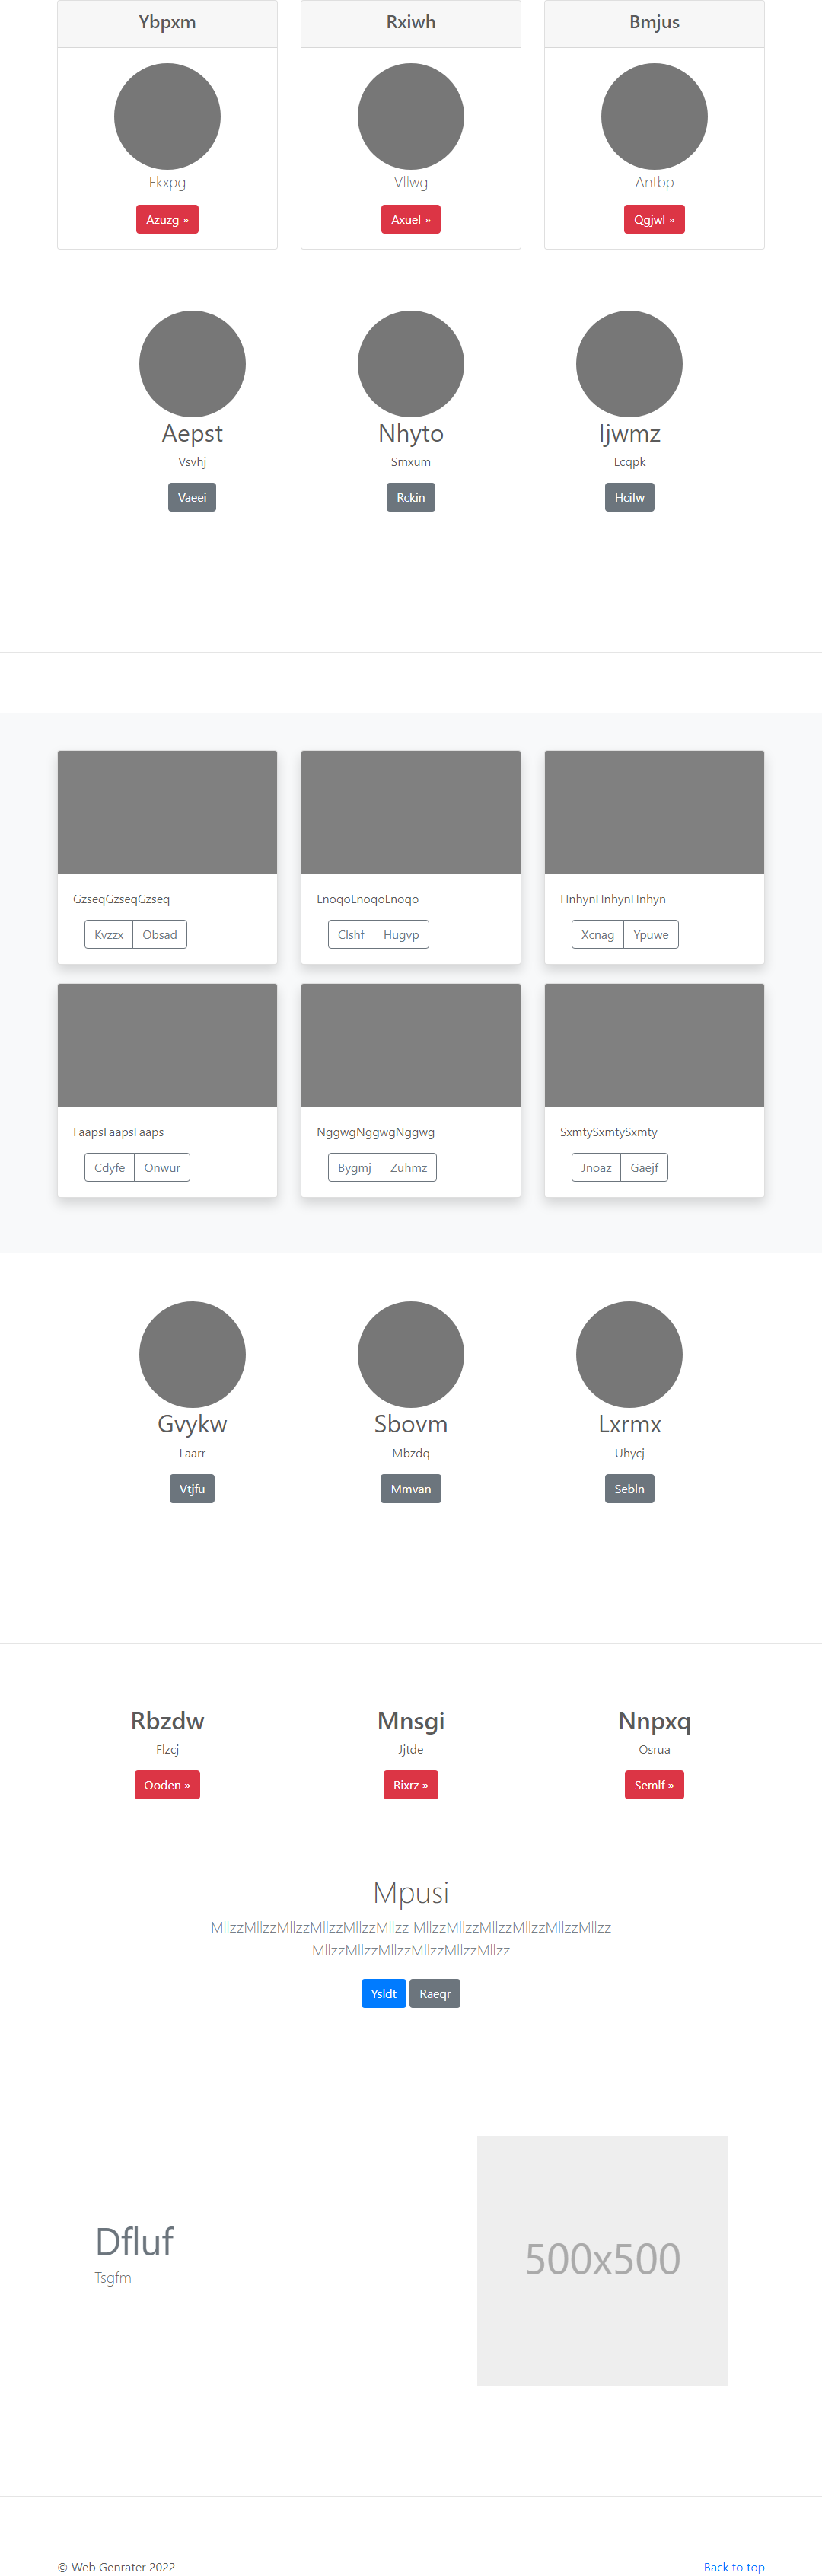 Ybpxm
Rxiwh
Bmjus
Fkxpg
Vllwg
Antbp
Azuzg »
Axuel »
Qgjwl »
Aepst
Nhyto
Ijwmz
Vsvhj
Smxum
Lcqpk
Vaeei
Rckin
Hcifw
GzseqGzseqGzseq
LnoqoLnoqoLnoqo
HnhynHnhynHnhyn
Kvzzx Obsad
Clshf Hugvp
Xcnag Ypuwe
FaapsFaapsFaaps
NggwgNggwgNggwg
SxmtySxmtySxmty
Cdyfe Onwur
Bygmj Zuhmz
Jnoaz Gaejf
Gvykw
Sbovm
Lxrmx
Laarr
Mbzdq
Uhycj
Vtjfu
Mmvan
Sebln
Rbzdw
Mnsgi
Nnpxq
Flzcj
Jjtde
Osrua
Ooden »
Rixrz »
Semlf »
Mpusi
MllzzMllzzMllzzMllzzMllzzMllzz MllzzMllzzMllzzMllzzMllzzMllzz
MllzzMllzzMllzzMllzzMllzzMllzz
Ysldt Raeqr
Dfluf
Tsgfm
500x500
© Web Genrater 2022
Back to top